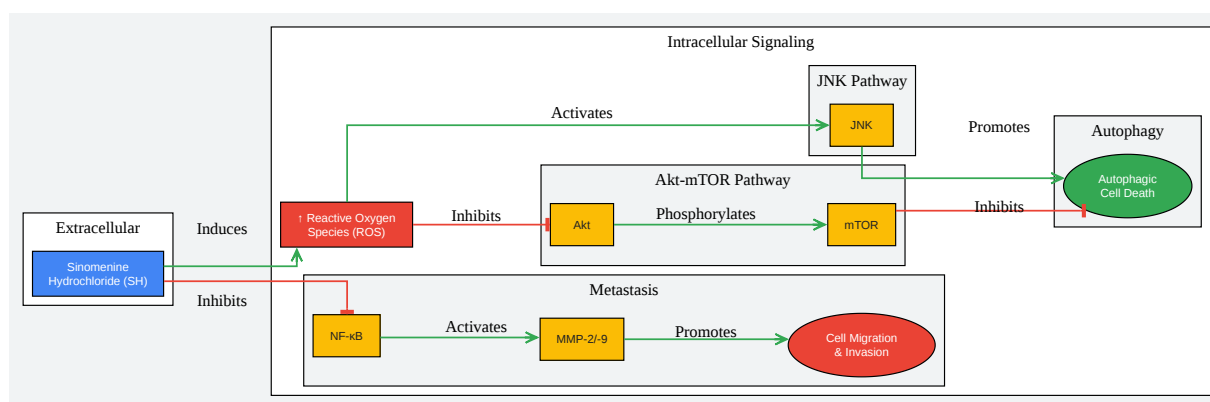 Intracellular Signaling
JNK Pathway
Activates
JNK
Promotes
Autophagy
Autophagic
Cell Death
Akt-mTOR Pathway
Extracellular
Induces
↑ Reactive Oxygen
Species (ROS)
Inhibits
Akt
Phosphorylates
mTOR
Inhibits
Sinomenine
Hydrochloride (SH)
Inhibits
Metastasis
NF-κB
Activates
MMP-2/-9
Promotes
Cell Migration
& Invasion